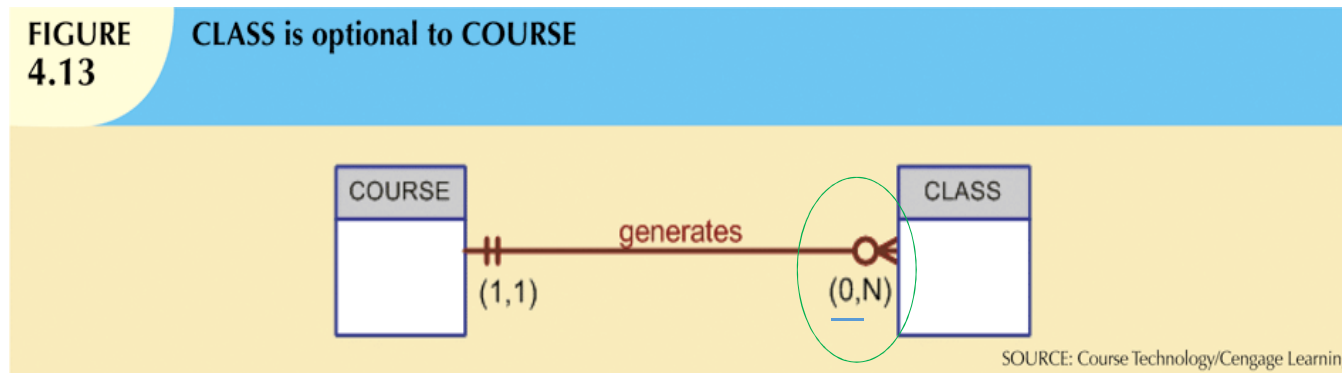 FIGURE
4.13
CLASS is optional to COURSE
COURSE
CLASS
generates
(1,1)
(0,N)
SOURCE: Course Technology/Cengage Learnin